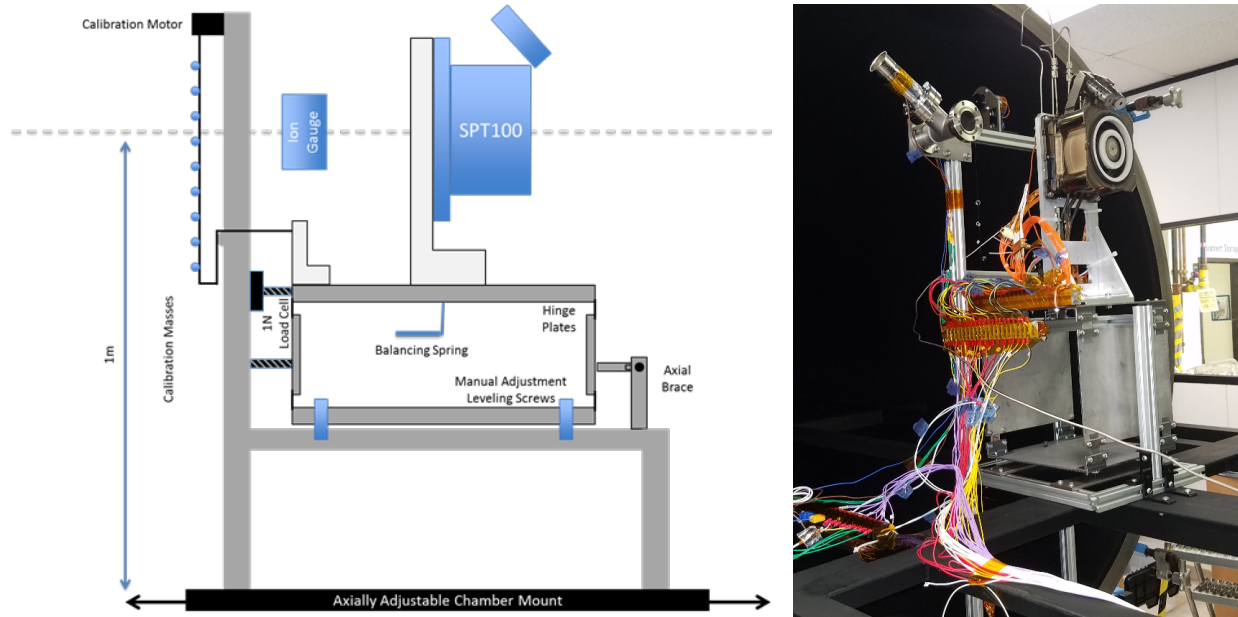 Calibration Motor
Ion
Gauge
SPT100
1m
Calibration Masses
1N
Load Cell
Hinge
Plates
Balancing Spring
Manual Adjustment
Leveling Screws
Axial
Brace
Axially Adjustable Chamber Mount